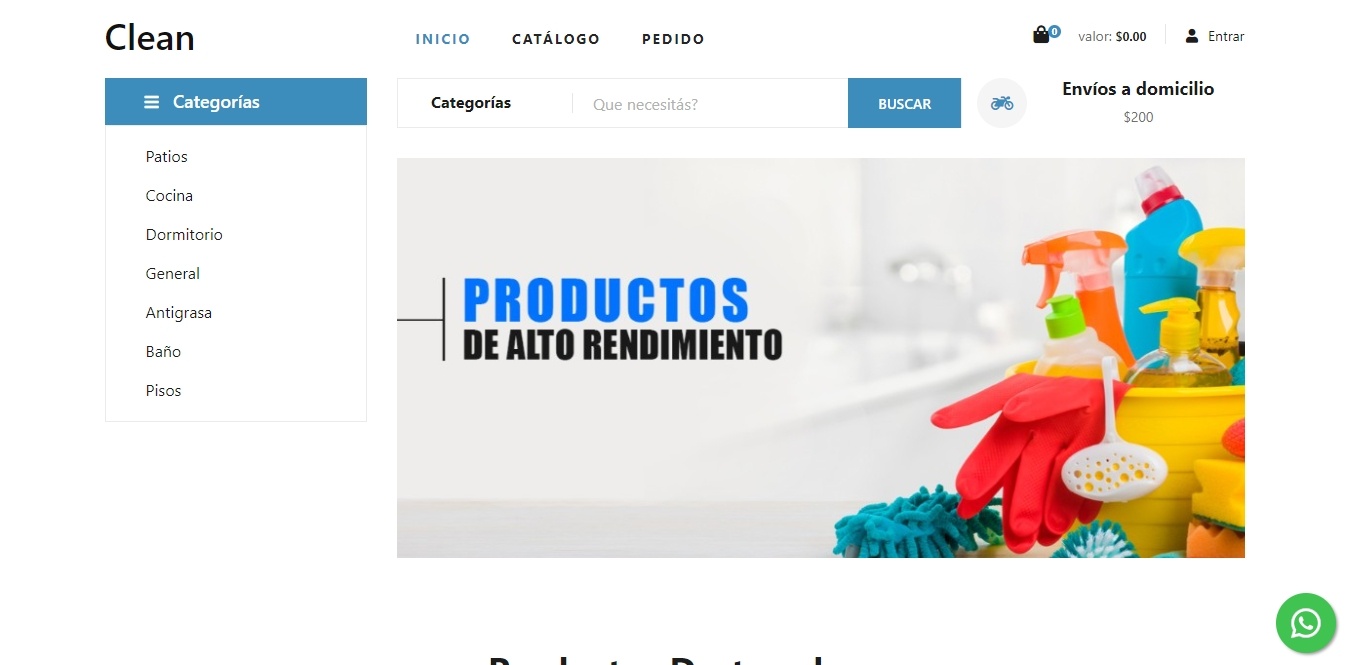 Clean
INICIO
CATÁLOGO
PEDIDO
0
valor: $0.00
Entrar
Categorías
Categorías
Que necesitás?
BUSCAR
Envíos a domicilio
$200
Patios
Cocina
Dormitorio
General
Antigrasa
Baño
Pisos
PRODUCTOS
DE ALTO RENDIMIENTO